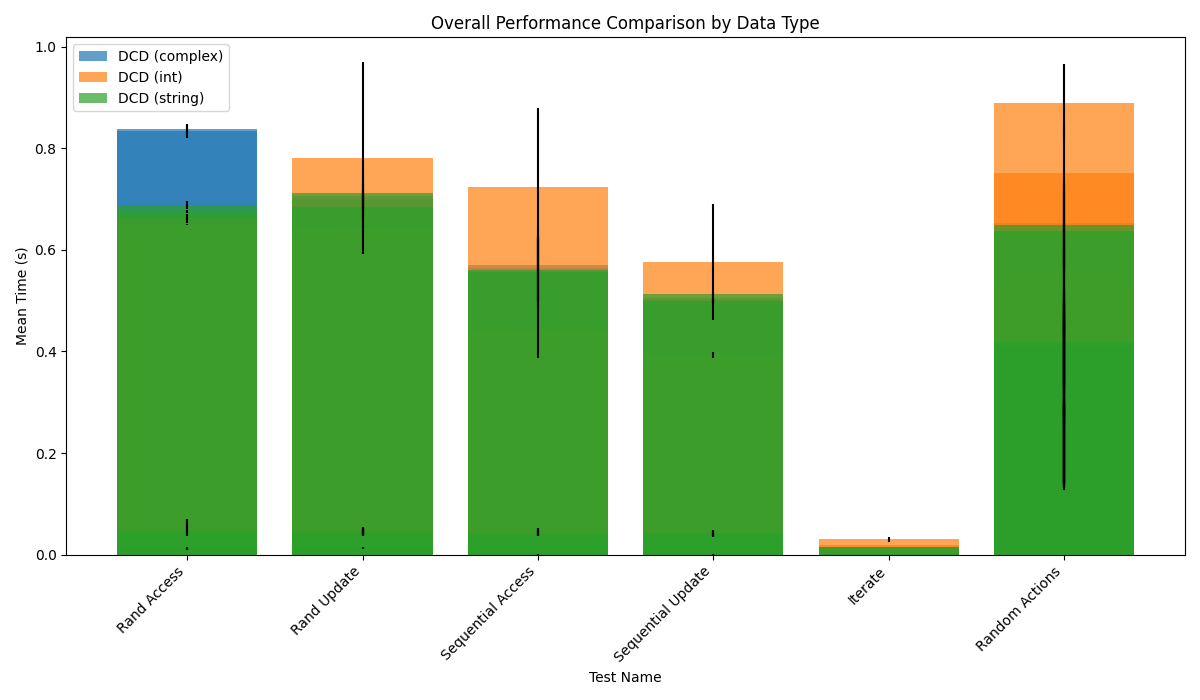 Overall Performance Comparison by Data Type
DCD (complex)
DCD (int)
DCD (string)
Mean Time (s)
1.0
0.8
0.6
0.4
0.2
0.0
Rand Access
Rand Update
Sequential Access
Sequential Update
Iterate
Random Actions
Test Name